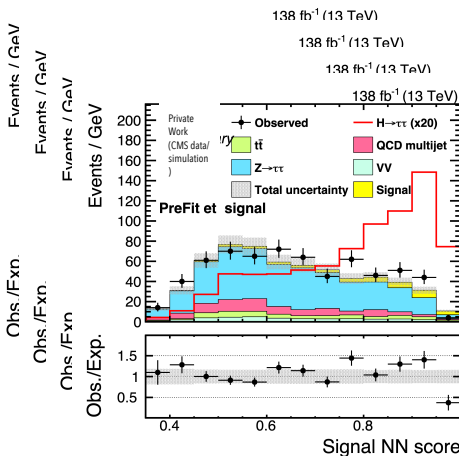 138 fb⁻¹ (13 TeV)
138 fb⁻¹ (13 TeV)
138 fb⁻¹ (13 TeV)
138 fb⁻¹ (13 TeV)
Events / GeV
Events / GeV
Events / GeV
Events / GeV
Private
Work
(CMS data/
simulation
)
Observed
H→ττ (x20)
tt̄
QCD multijet
Z→ττ
VV
Total uncertainty
Signal
PreFit et signal
200
180
160
140
120
100
80
60
40
20
0
Obs./Exp.
Obs./Exp.
Obs./Exp
Obs./Exp.
1.5
1
0.5
0.4
0.6
0.8
Signal NN score